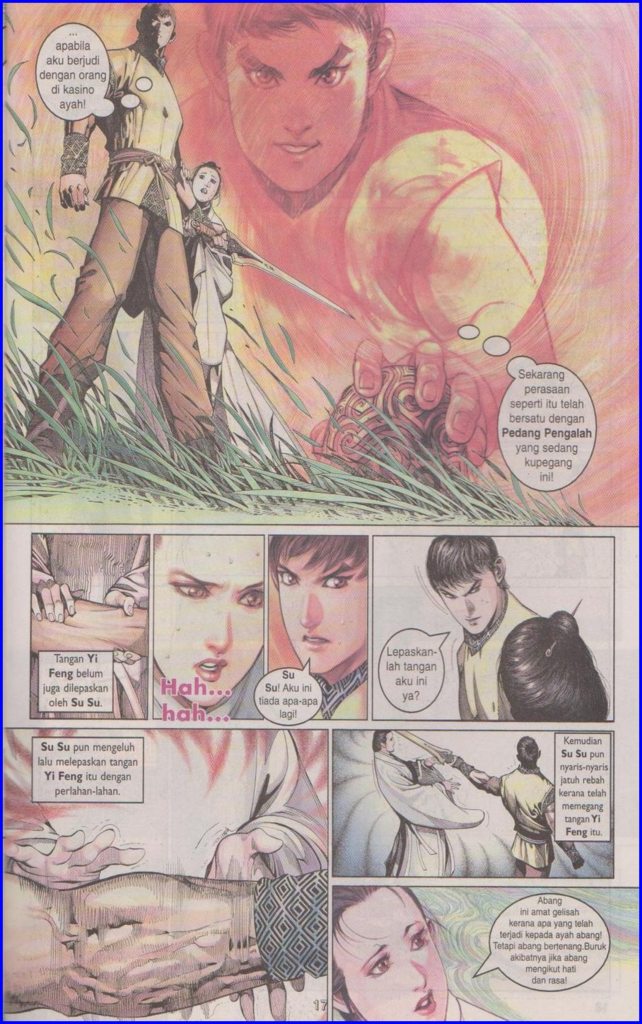 ...
apabila
aku berjudi
dengan orang
di kasino
ayah!
Sekarang
perasaan
seperti itu telah
bersatu dengan
Pedang Pengalah
yang sedang
kupegang
ini!
Tangan Yi
Feng belum
juga dilepaskan
oleh Su Su.
Hah...
hah...
Su
Su! Aku ini
tiada apa-apa
lagi!
Lepaskan-
lah tangan
aku ini
ya?
Su Su pun mengeluh
lalu melepaskan tangan
Yi Feng itu dengan
perlahan-lahan.
Kemudian
Su Su pun
nyaris-nyaris
jatuh rebah
kerana telah
memegang
tangan Yi
Feng itu.
Abang
ini amat gelisah
kerana apa yang telah
terjadi kepada ayah abang!
Tetapi abang bertenang.Buruk
akibatnya jika abang
mengikut hati
dan rasa!
17